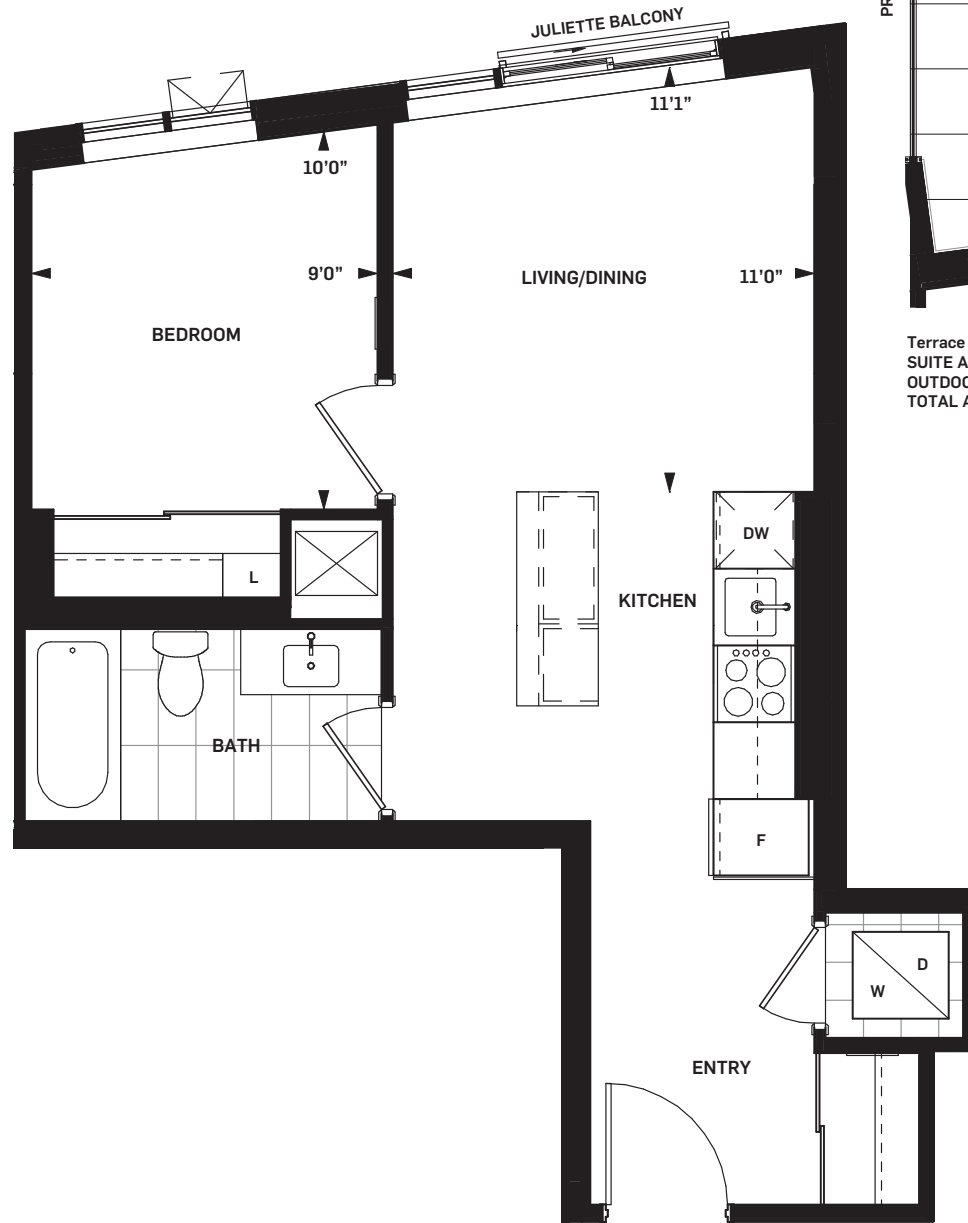 JULIETTE BALCONY
11'1"
10'0"
9'0"
LIVING/DINING
11'0"
BEDROOM
Terrace
SUITE
OUTDOO
TOTAL
DW
L
KITCHEN
BATH
F
D
W
ENTRY